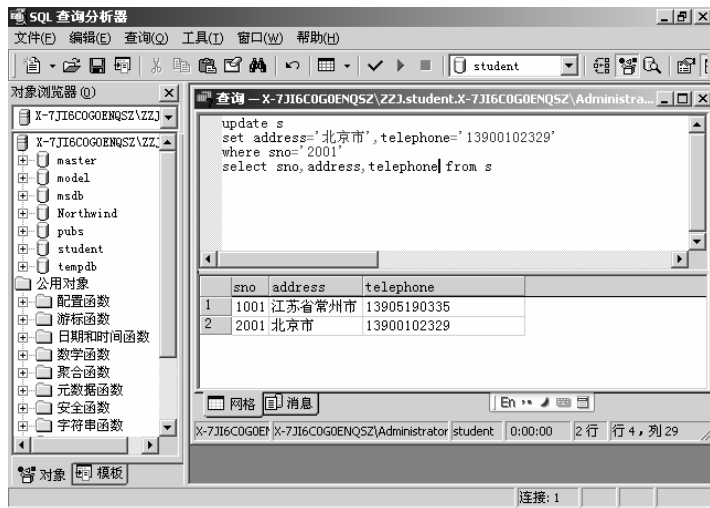 SQL 查询分析器
文件(F) 编辑(E) 查询(Q) 工具(T) 窗口(W) 帮助(H)
student
对象浏览器(O)
X-7JI6C0G0ENQSZ\ZZJ
X-7JI6C0G0ENQSZ\ZZJ
master
model
msdb
Northwind
pubs
student
tempdb
公用对象
配置函数
游标函数
日期和时间函数
数学函数
聚合函数
元数据函数
安全函数
字符串函数
对象 模板
查询 — X-7JI6C0G0ENQSZ\ZZJ.student.X-7JI6C0G0ENQSZ\Administra...
update s
set address='北京市',telephone='13900102329'
where sno='2001'
select sno,address,telephone from s
sno address telephone
1 1001 江苏省常州市 13905190335
2 2001 北京市 13900102329
网格 消息
En
X-7JI6C0G0EN X-7JI6C0G0ENQSZ\Administrator student 0:00:00 2 行 行 4，列 29
连接: 1